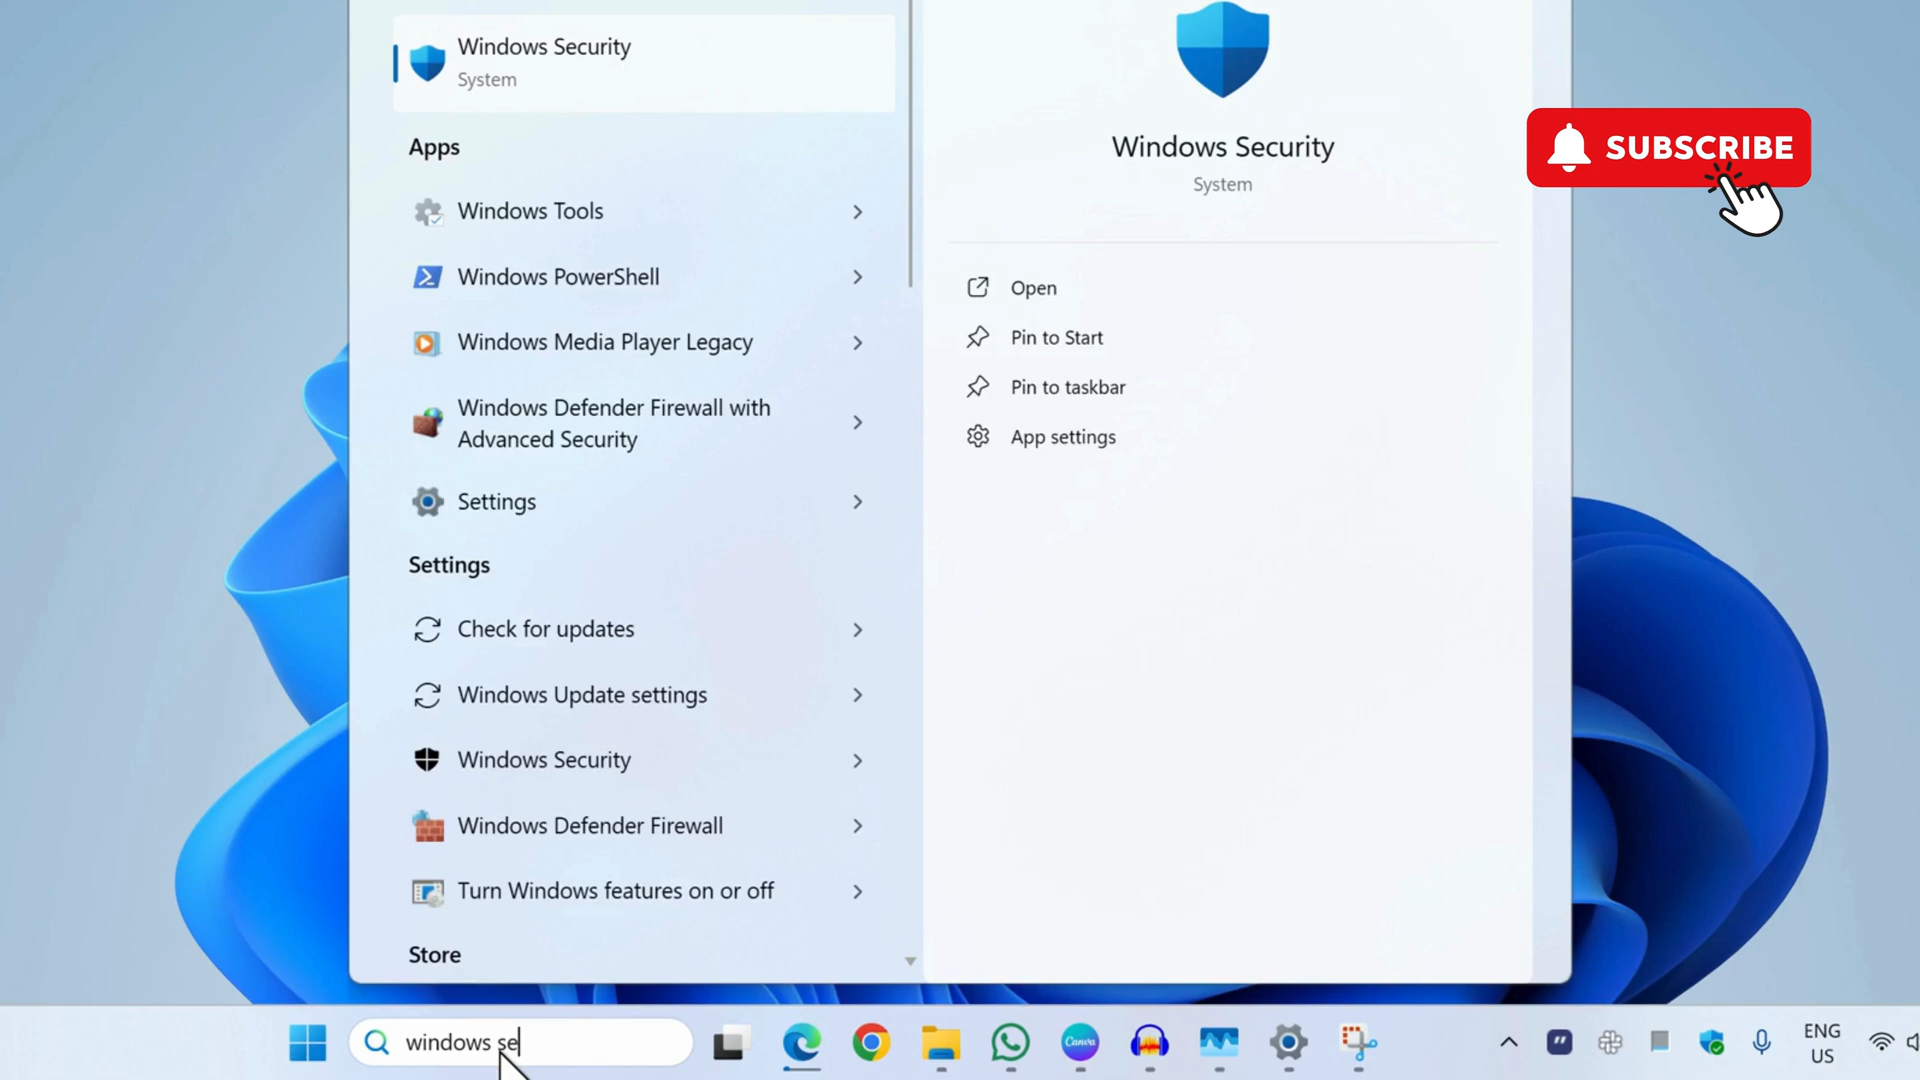 Windows Security
System
Apps
Windows Tools
Windows PowerShell
Windows Media Player Legacy
Windows Defender Firewall with
Advanced Security
Settings
Settings
Check for updates
Windows Update settings
Windows Security
Windows Defender Firewall
Turn Windows features on or off
Store
Windows Security
System
Open
Pin to Start
Pin to taskbar
App settings
SUBSCRIBE
windows se
Canva
ENG
US